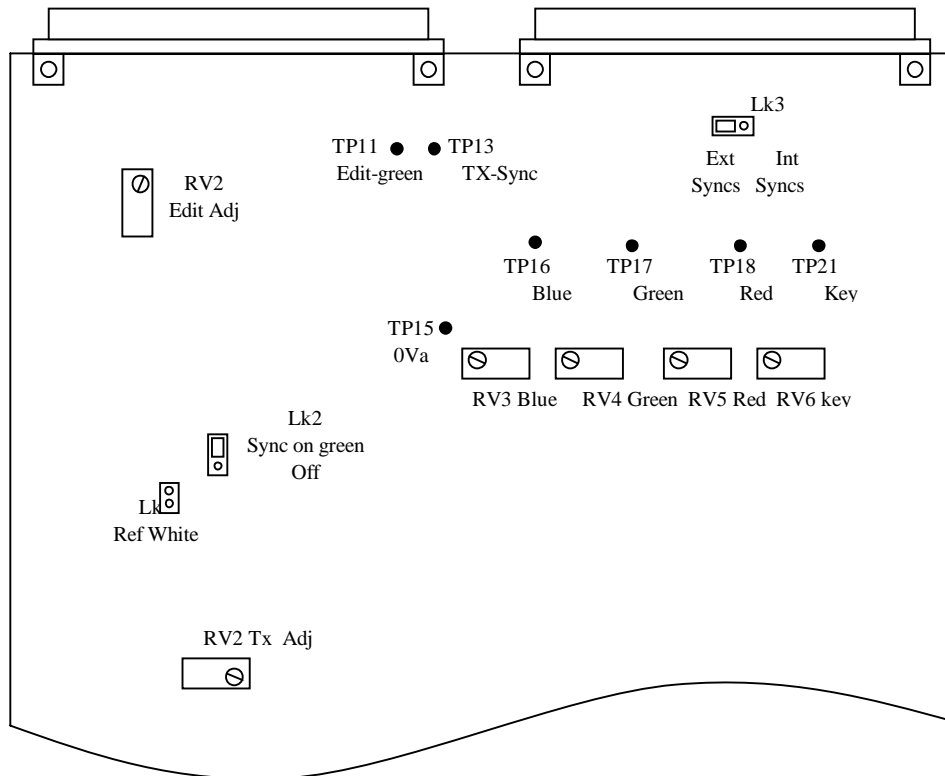 Lk3
TP11 TP13
Edit-green TX-Sync
Ext Int
Syncs Syncs
RV2
Edit Adj
TP16 TP17 TP18 TP21
Blue Green Red Key
TP15
0Va
RV3 Blue RV4 Green RV5 Red RV6 key
Lk2
Sync on green
Off
Lk
Ref White
RV2 Tx Adj